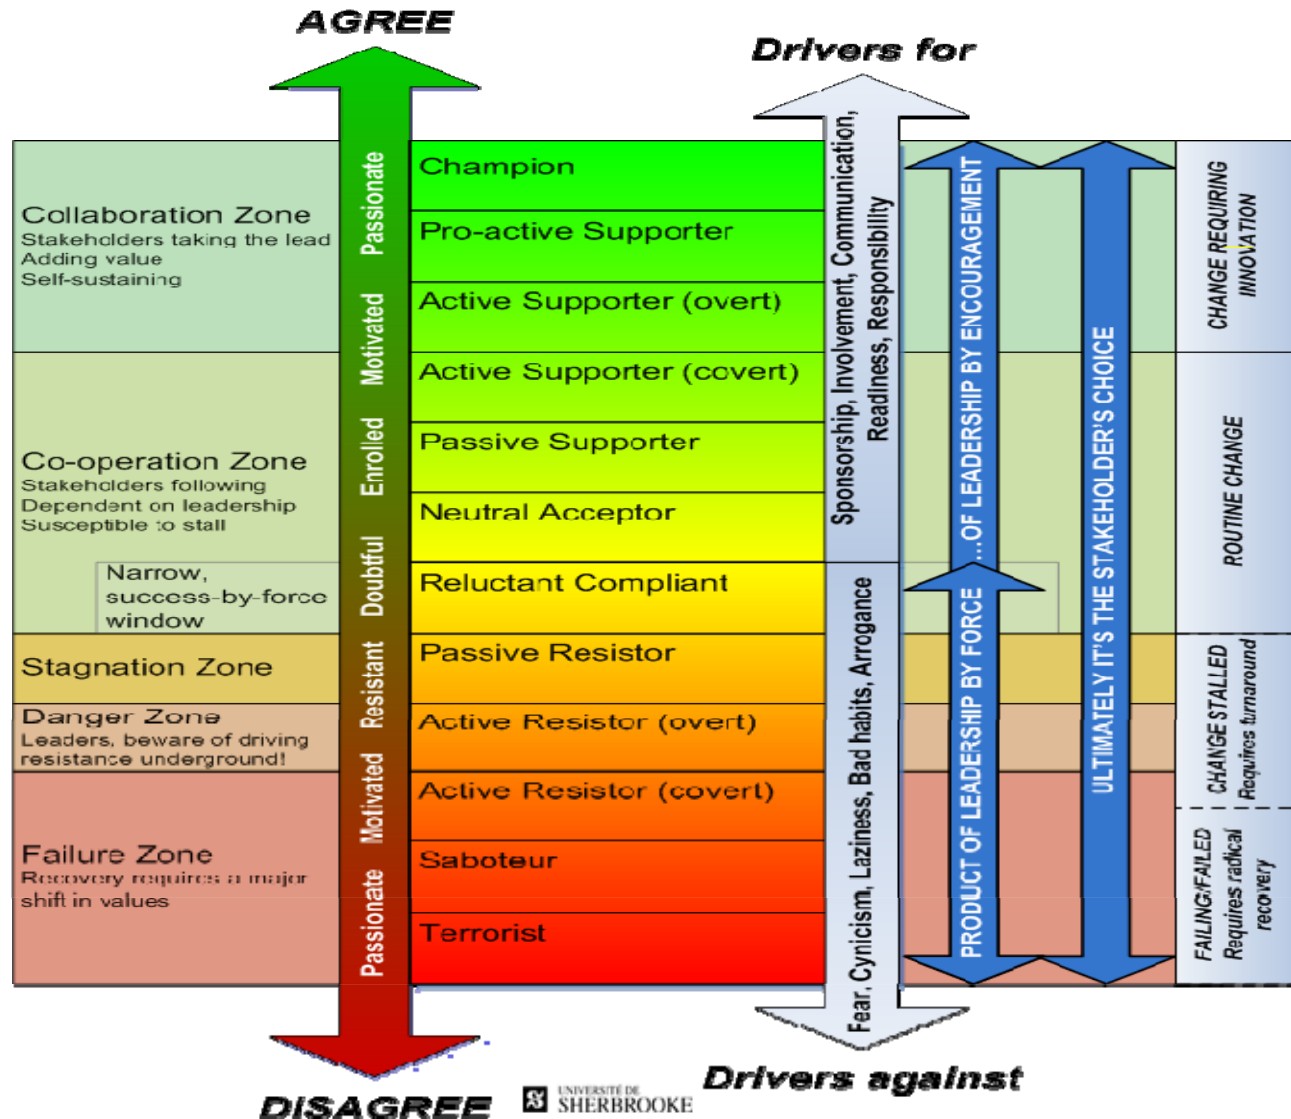 AGREE
Drivers for
Collaboration Zone
Stakeholders taking the lead
Adding value
Self-sustaining
Co-operation Zone
Stakeholders following
Dependent on leadership
Susceptible to stall
Narrow,
success-by-force
window
Stagnation Zone
Danger Zone
Leaders, beware of driving
resistance underground!
Failure Zone
Recovery requires a major
shift in values
Passionate
Motivated
Enrolled
Doubtful
Resistant
Motivated
Passionate
Champion
Pro-active Supporter
Active Supporter (overt)
Active Supporter (covert)
Passive Supporter
Neutral Acceptor
Reluctant Compliant
Passive Resistor
Active Resistor (overt)
Active Resistor (covert)
Saboteur
Terrorist
Sponsorship, Involvement, Communication,
Readiness, Responsibility
Fear, Cynicism, Laziness, Bad habits, Arrogance
...OF LEADERSHIP BY ENCOURAGEMENT
PRODUCT OF LEADERSHIP BY FORCE
ULTIMATELY IT'S THE STAKEHOLDER'S CHOICE
CHANGE REQUIRING
INNOVATION
ROUTINE CHANGE
CHANGE STALLED
Requires turnaround
FAILING/FAILED
Requires radical
recovery
DISAGREE
UNIVERSITÉ DE
SHERBROOKE
Drivers against